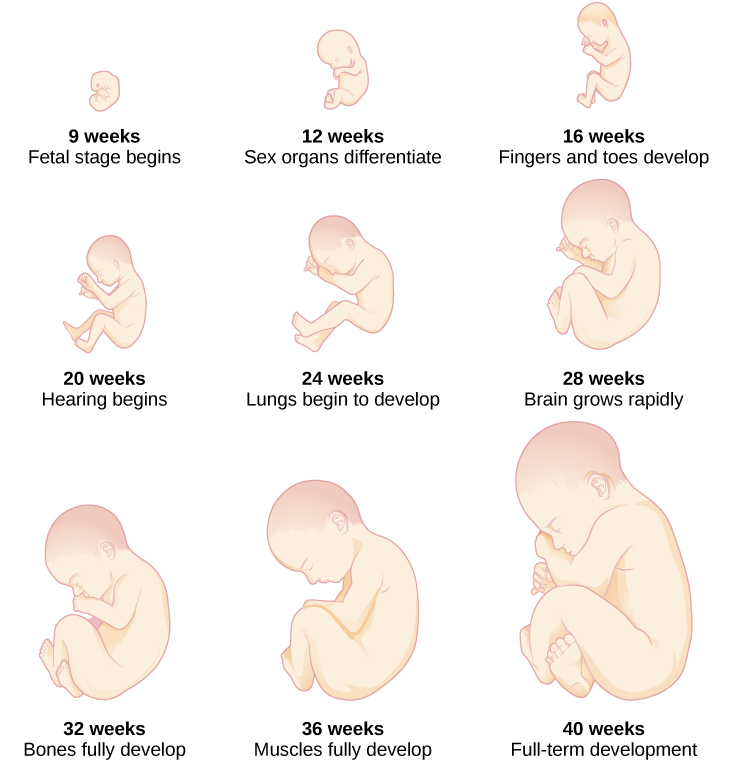 9 weeks
Fetal stage begins
12 weeks
Sex organs differentiate
16 weeks
Fingers and toes develop
20 weeks
Hearing begins
24 weeks
Lungs begin to develop
28 weeks
Brain grows rapidly
32 weeks
Bones fully develop
36 weeks
Muscles fully develop
40 weeks
Full-term development